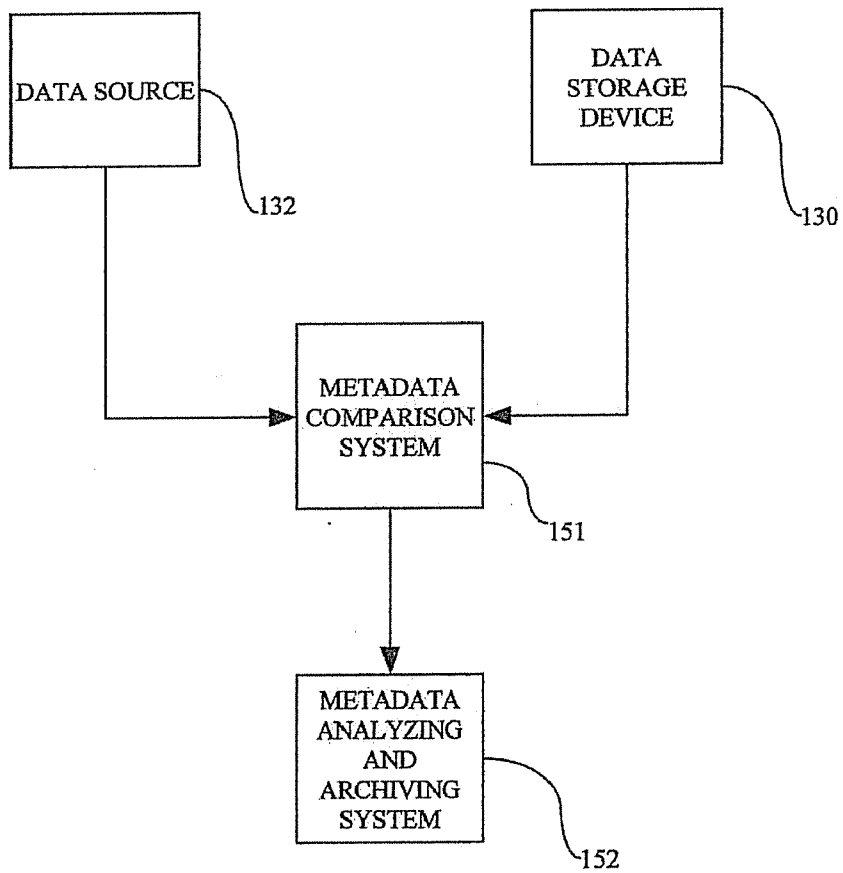 DATA SOURCE
132
DATA
STORAGE
DEVICE
130
METADATA
COMPARISON
SYSTEM
151
METADATA
ANALYZING
AND
ARCHIVING
SYSTEM
152